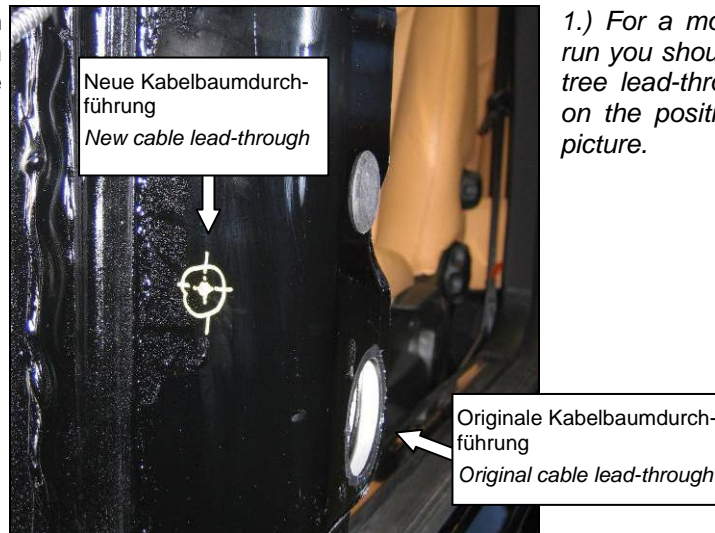 1.) For a mo
run you shou
tree lead-thro
on the positi
picture.
Neue Kabelbaumdurch-
führung
New cable lead-through
Originale Kabelbaumdurch-
führung
Original cable lead-through